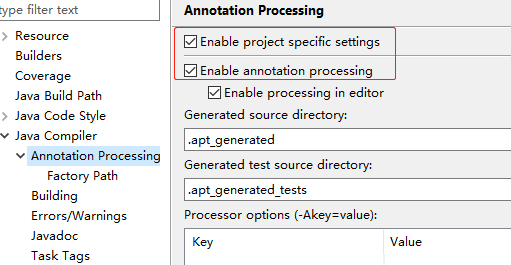 type filter text
Resource
Builders
Coverage
Java Build Path
Java Code Style
Java Compiler
Annotation Processing
Factory Path
Building
Errors/Warnings
Javadoc
Task Tags
Annotation Processing
Enable project specific settings
Enable annotation processing
Enable processing in editor
Generated source directory:
.apt_generated
Generated test source directory:
.apt_generated_tests
Processor options (-Akey=value):
Key Value